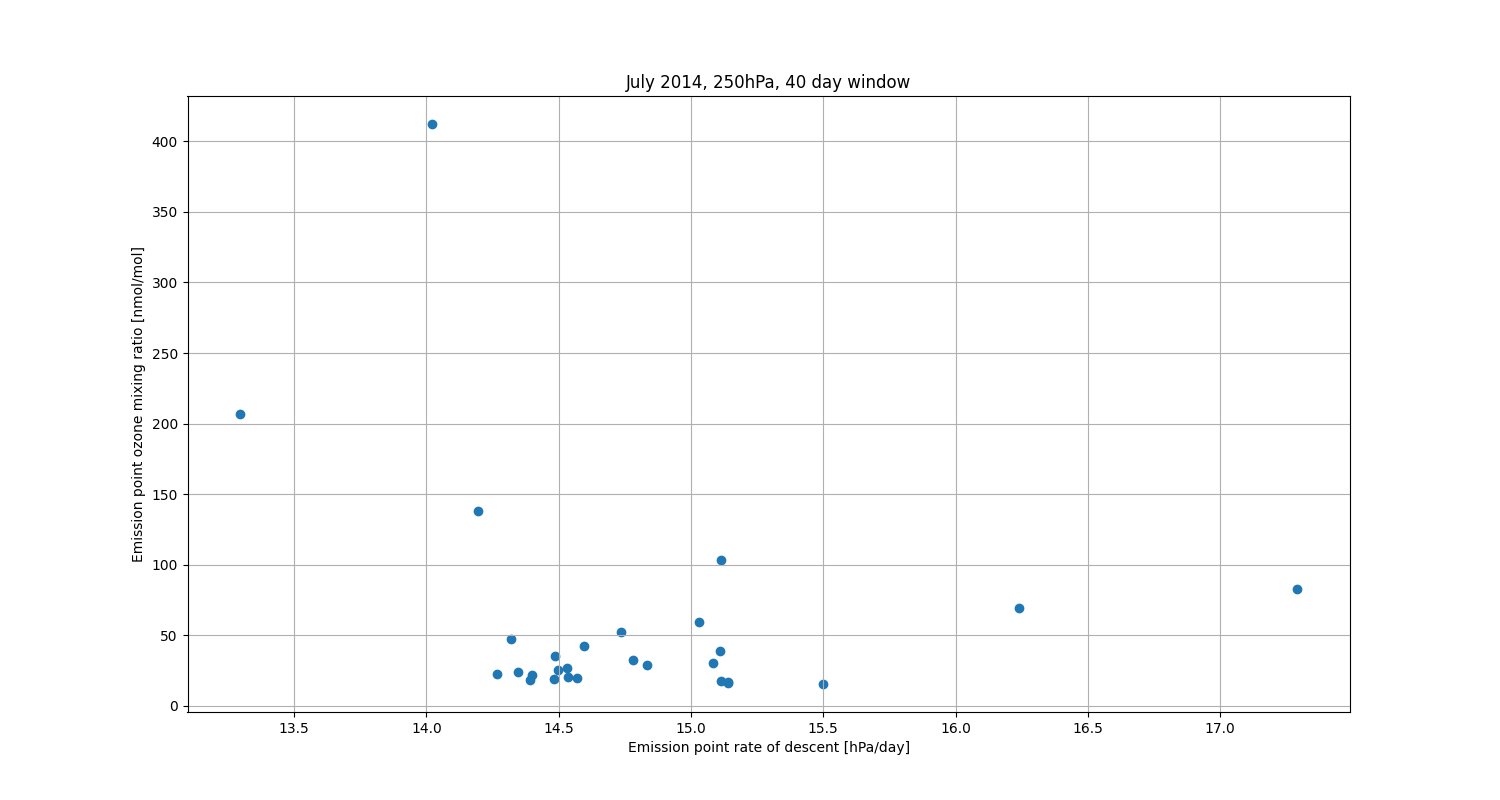 July 2014, 250hPa, 40 day window
Emission point ozone mixing ratio [nmol/mol]
400
350
300
250
200
150
100
50
0
13.5 14.0 14.5 15.0 15.5 16.0 16.5 17.0
Emission point rate of descent [hPa/day]